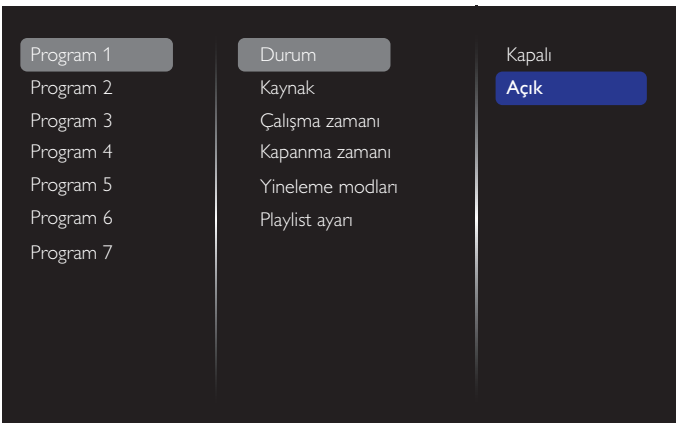 Program 1
Program 2
Program 3
Program 4
Program 5
Program 6
Program 7
Durum
Kaynak
Çalışma zamanı
Kapanma zamanı
Yineleme modları
Playlist ayarı
Kapalı
Açık